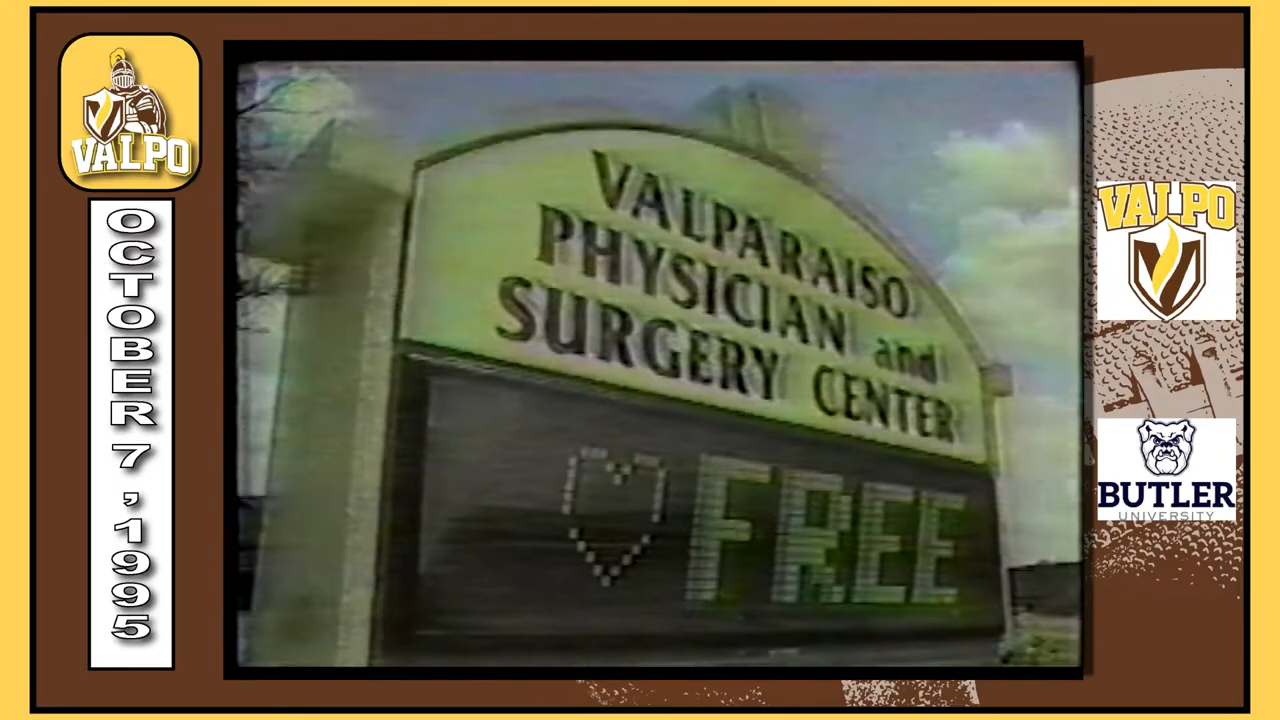 VALPO
OCTOBER 7, 1995
VALPARAISO
PHYSICIAN and
SURGERY CENTER
♡ FREE
VALPO
BUTLER
UNIVERSITY